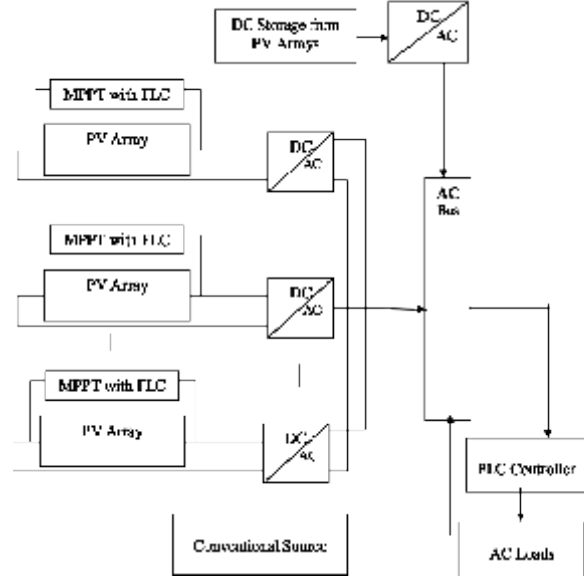 DC Storage from
PV Arrays
DC
AC
MPPT with FLC
PV Array
DC
AC
AC
Bus
MPPT with FLC
PV Array
DC
AC
MPPT with FLC
PV Array
DC
AC
PLC Controller
Conventional Source
AC Loads